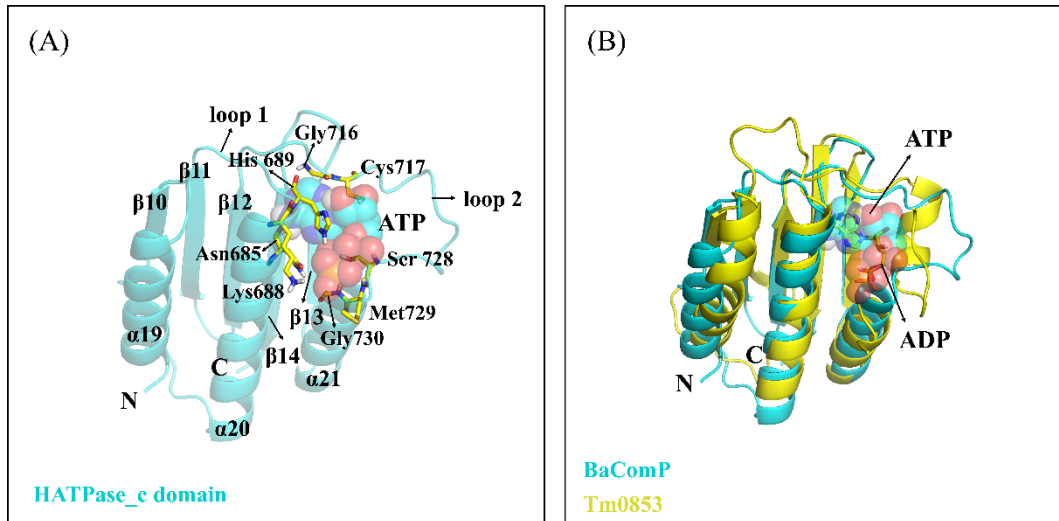 (A)
loop 1
Gly716
His 689
Cys717
β11
β10
β12
ATP
loop 2
Asn685
Scr 728
Lys688
β13
Met729
Gly730
α19
β14
C
α21
N
α20
HATPase_c domain
(B)
ATP
C
ADP
N
BaComP
Tm0853